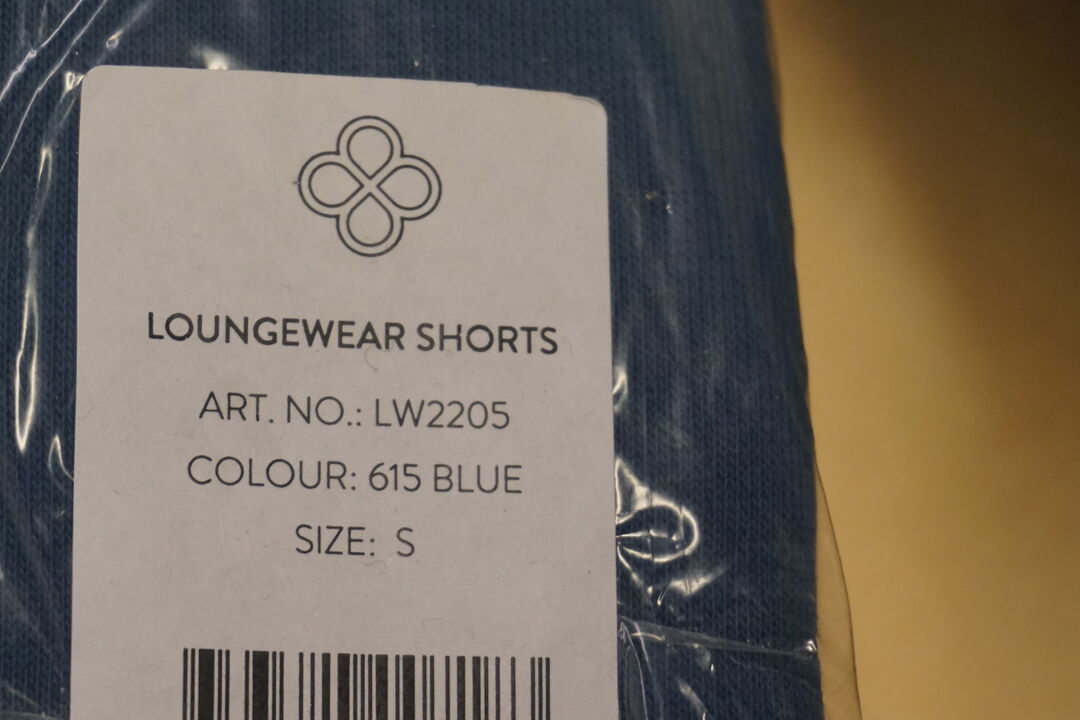 LOUNGEWEAR SHORTS
ART. NO.: LW2205
COLOUR: 615 BLUE
SIZE: S